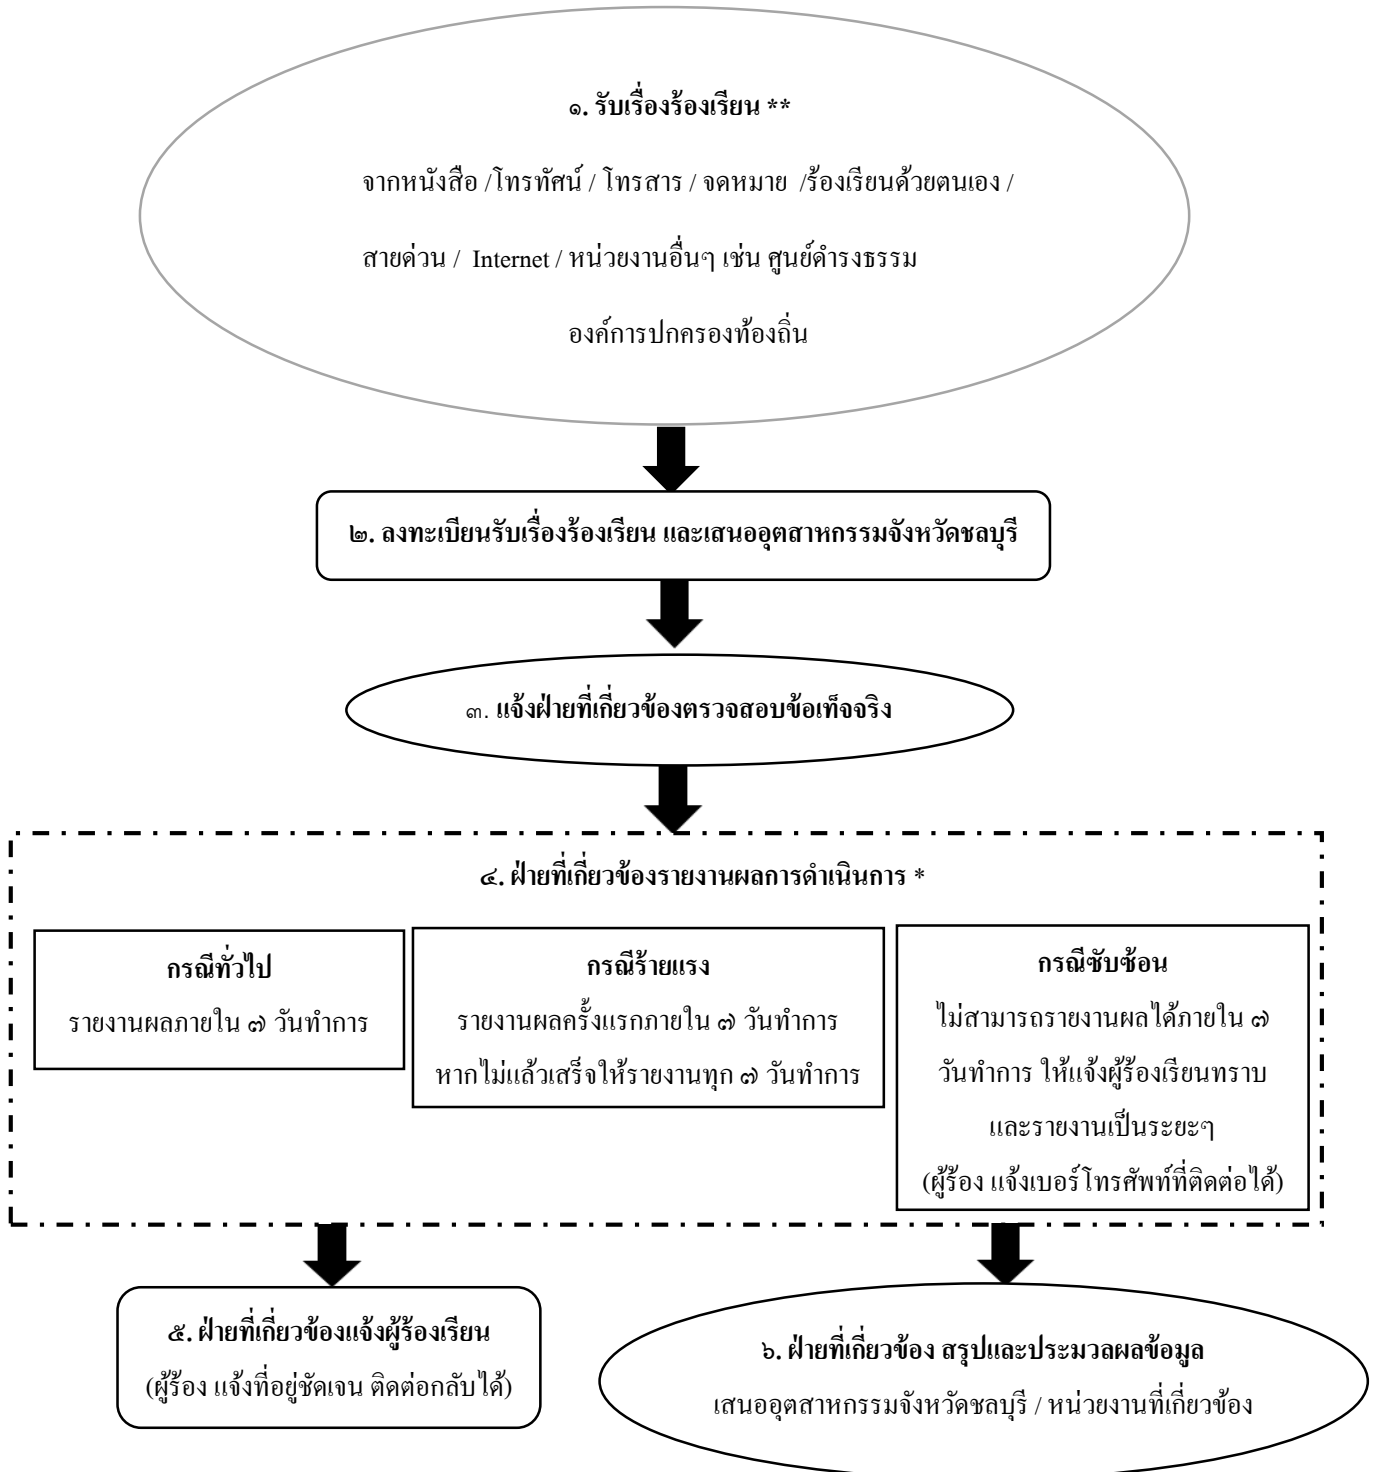 ๑. รับเรื่องร้องเรียน **
จากหนังสือ /โทรทัศน์ / โทรสาร / จดหมาย /ร้องเรียนด้วยตนเอง /
สายด่วน / Internet / หน่วยงานอื่นๆ เช่น ศูนย์ดำรงธรรม
องค์การปกครองท้องถิ่น
๒. ลงทะเบียนรับเรื่องร้องเรียน และเสนออุตสาหกรรมจังหวัดชลบุรี
๓. แจ้งฝ่ายที่เกี่ยวข้องตรวจสอบข้อเท็จจริง
๔. ฝ่ายที่เกี่ยวข้องรายงานผลการดำเนินการ *
กรณีทั่วไป
รายงานผลภายใน ๗ วันทำการ
กรณีร้ายแรง
รายงานผลครั้งแรกภายใน ๗ วันทำการ
หากไม่แล้วเสร็จให้รายงานทุก ๗ วันทำการ
กรณีซับซ้อน
ไม่สามารถรายงานผลได้ภายใน ๗
วันทำการ ให้แจ้งผู้ร้องเรียนทราบ
และรายงานเป็นระยะๆ
(ผู้ร้อง แจ้งเบอร์โทรศัพท์ที่ติดต่อได้)
๕. ฝ่ายที่เกี่ยวข้องแจ้งผู้ร้องเรียน
(ผู้ร้อง แจ้งที่อยู่ชัดเจน ติดต่อกลับได้)
๖. ฝ่ายที่เกี่ยวข้อง สรุปและประมวลผลข้อมูล
เสนออุตสาหกรรมจังหวัดชลบุรี / หน่วยงานที่เกี่ยวข้อง